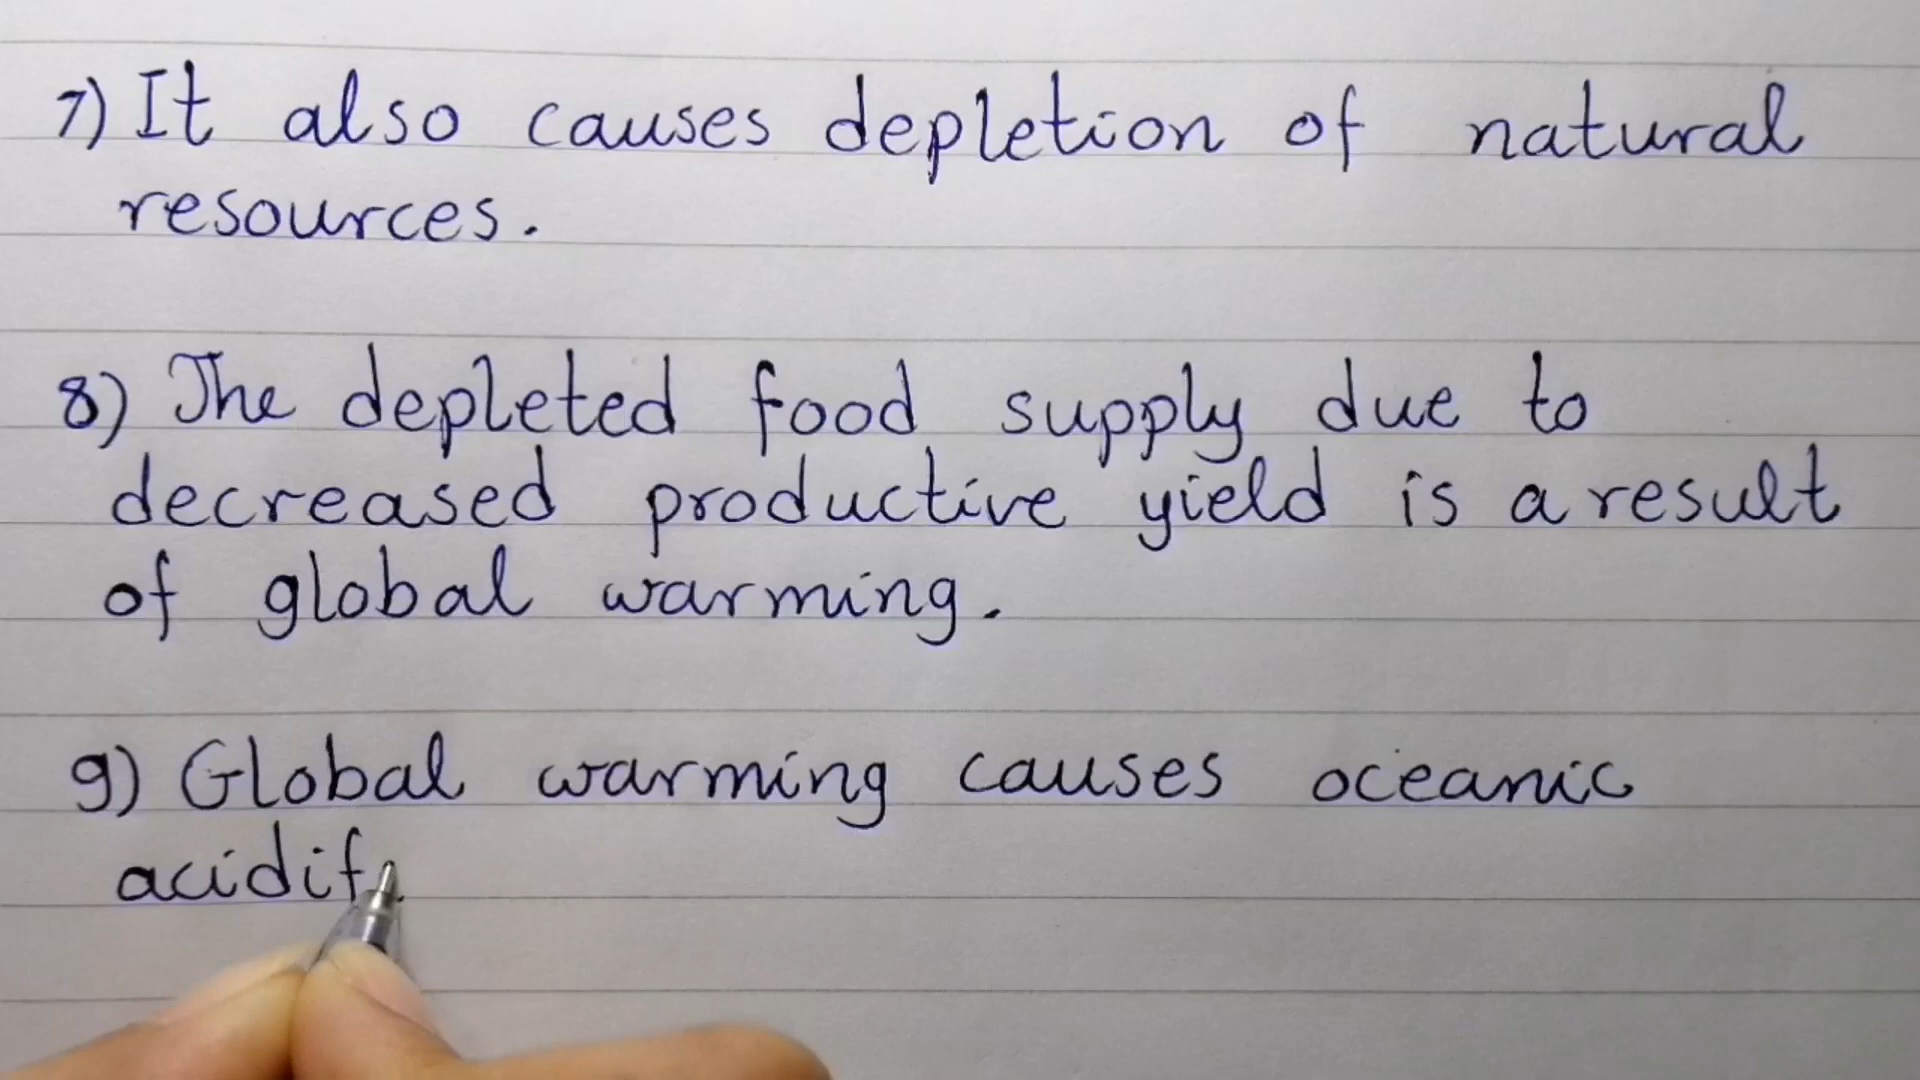 7) It also causes depletion of natural
resources.
8) The depleted food supply due to
decreased productive yield is a result
of global warming.
9) Global warming causes oceanic
acidif